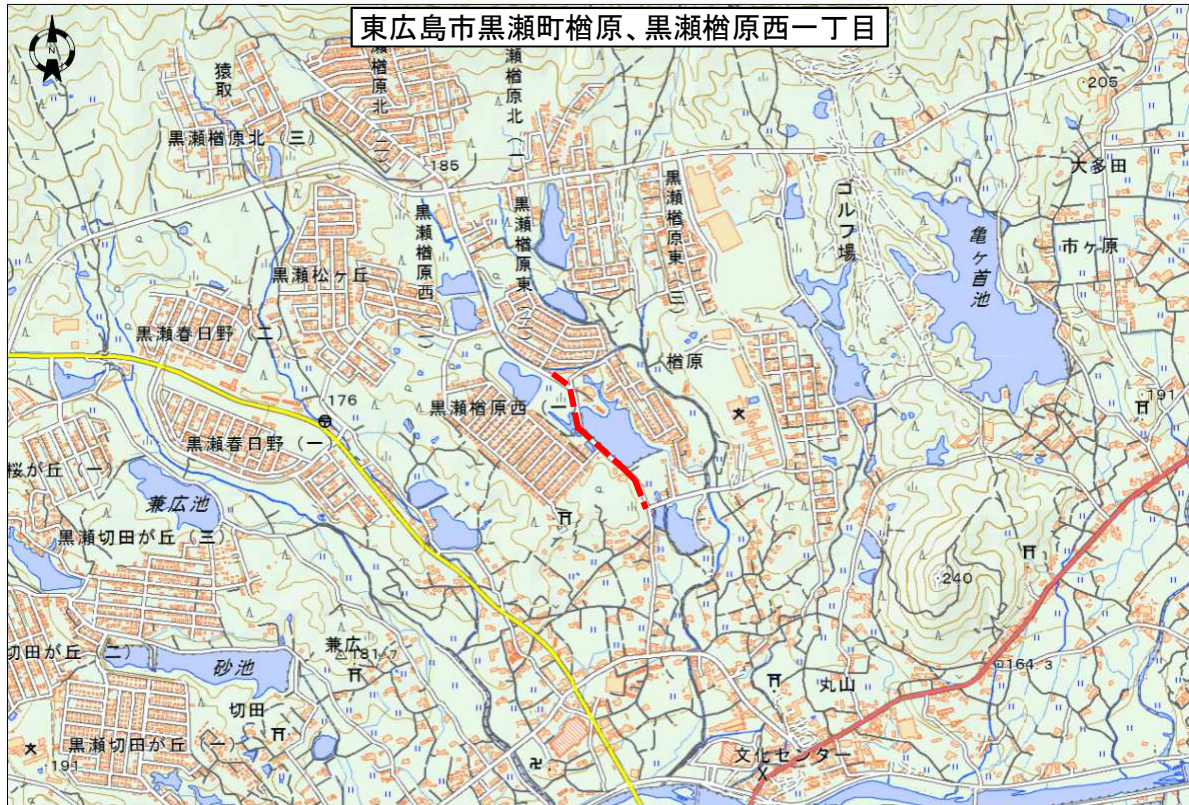 東広島市黒瀬町楢原、黒瀬楢原西一丁目
N
猿取
瀬楢原北(二)
瀬楢原北(一)
黒瀬楢原北(三)
185
205
大多田
黒瀬楢原西(二)
黒瀬楢原東(二)
黒瀬楢原東(三)
ゴルフ場
亀ヶ首池
市ヶ原
黒瀬松ヶ丘
黒瀬春日野(二)
楢原
176
黒瀬楢原西(一)
191
黒瀬春日野(一)
桜が丘(一)
兼広池
黒瀬切田が丘(三)
240
切田が丘(二)
兼広
181.7
砂池
164.3
丸山
切田
黒瀬切田が丘(一)
191
文化センター